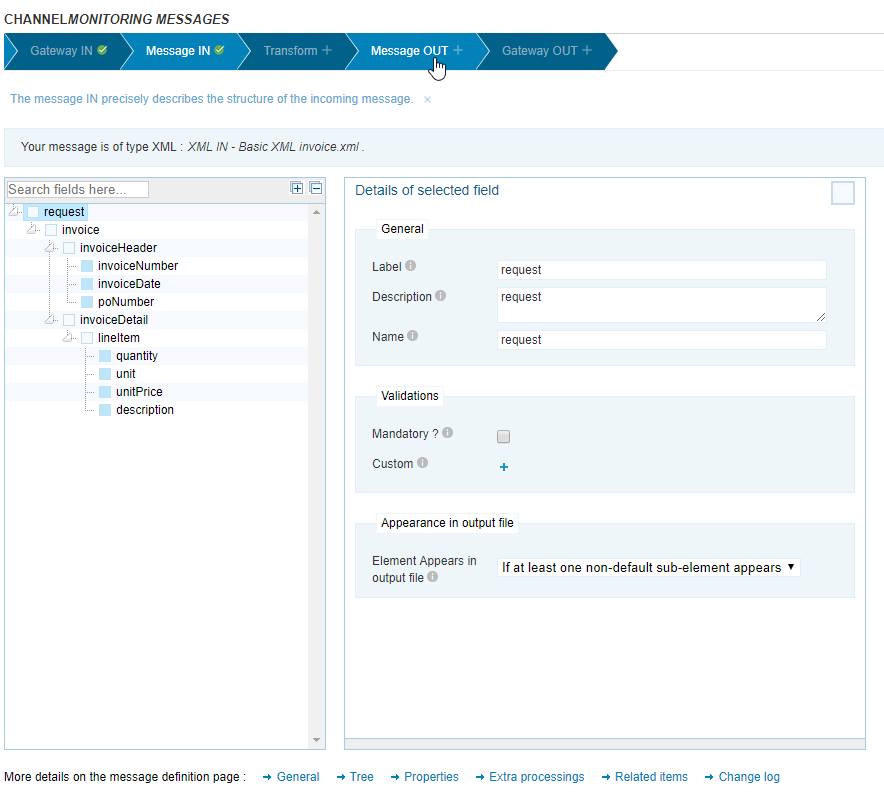 CHANNELMONITORING MESSAGES
Gateway IN Message IN Transform Message OUT Gateway OUT
The message IN precisely describes the structure of the incoming message. ×
Your message is of type XML : XML IN - Basic XML invoice.xml .
Search fields here...
request
invoice
invoiceHeader
invoiceNumber
invoiceDate
poNumber
invoiceDetail
lineItem
quantity
unit
unitPrice
description
Details of selected field
General
Label request
Description request
Name request
Validations
Mandatory ?
Custom +
Appearance in output file
Element Appears in
output file If at least one non-default sub-element appears
More details on the message definition page : General Tree Properties Extra processings Related items Change log